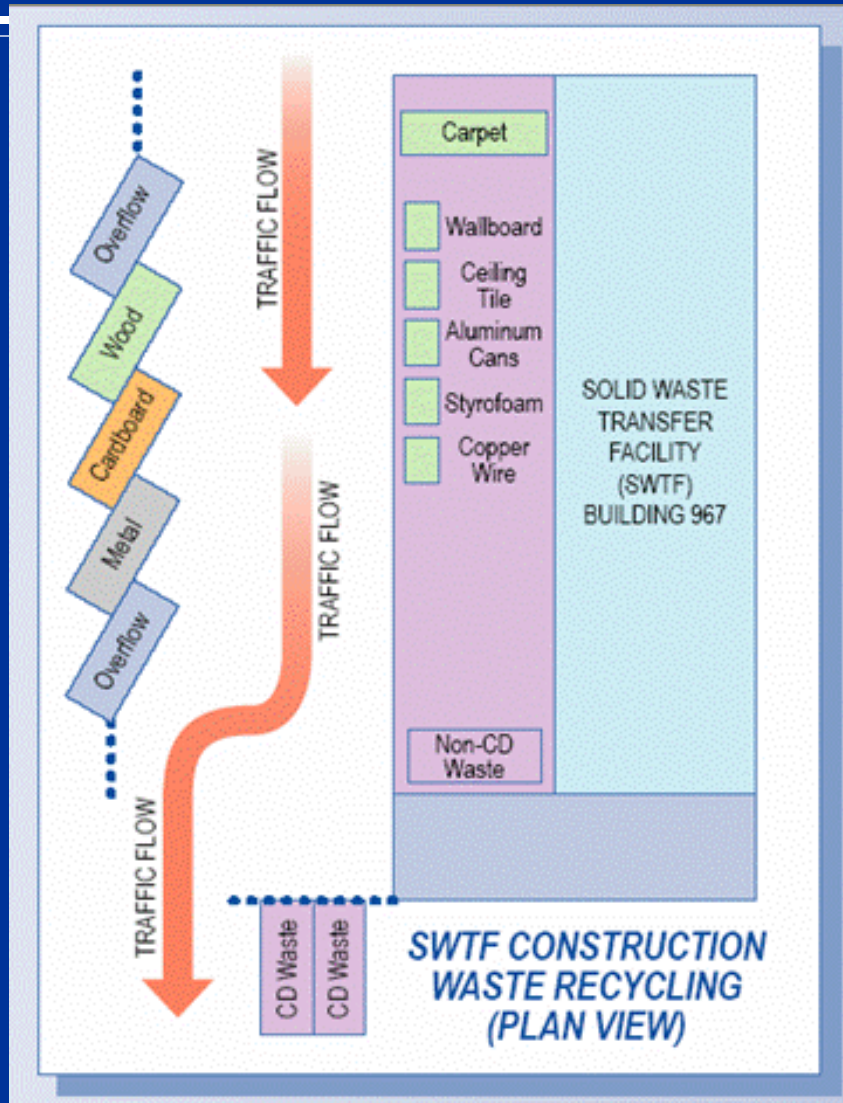 Overflow
Wood
Cardboard
Metal
Overflow
TRAFFIC FLOW
TRAFFIC FLOW
TRAFFIC FLOW
Carpet
Wallboard
Ceiling
Tile
Aluminum
Cans
Styrofoam
Copper
Wire
Non-CD
Waste
SOLID WASTE
TRANSFER
FACILITY
(SWTF)
BUILDING 967
CD Waste
CD Waste
SWTF CONSTRUCTION
WASTE RECYCLING
(PLAN VIEW)